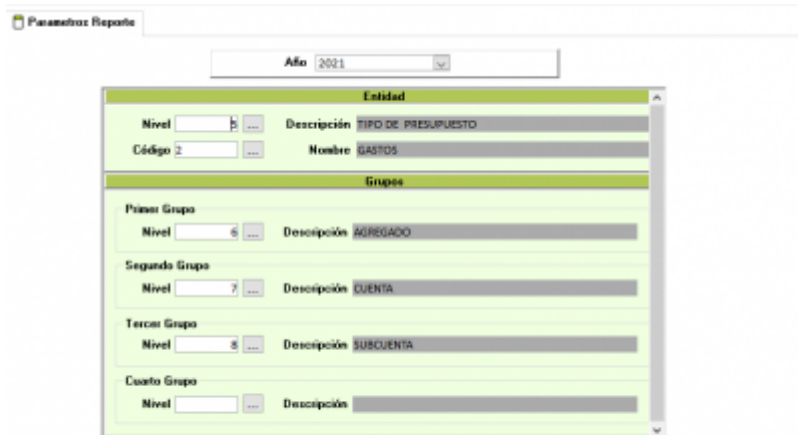 Parametros Reporte
Año 2021
Entidad
Nivel 5 ... Descripción TIPO DE PRESUPUESTO
Código 2 ... Nombre GASTOS
Grupos
Primer Grupo
Nivel 6 ... Descripción AGREGADO
Segundo Grupo
Nivel 7 ... Descripción CUENTA
Tercer Grupo
Nivel 8 ... Descripción SUBCUENTA
Cuarto Grupo
Nivel ... Descripción